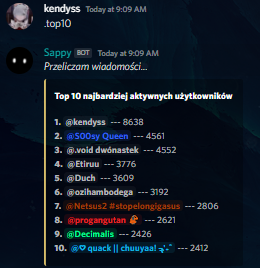 kendyss Today at 9:09 AM
.top10
Sappy BOT Today at 9:09 AM
Przeliczam wiadomości...
Top 10 najbardziej aktywnych użytkowników
1. @kendyss --- 8638
2. @500sy Queen --- 4561
3. @.void dwónastek --- 4552
4. @Etiruu --- 3776
5. @Duch --- 3609
6. @ozihambodega --- 3192
7. @Netsus2 #stopelongigasus --- 2806
8. @progangutan 🦧 --- 2621
9. @Decimalis --- 2426
10. @♡ quack || chuuyaa! --- 2412